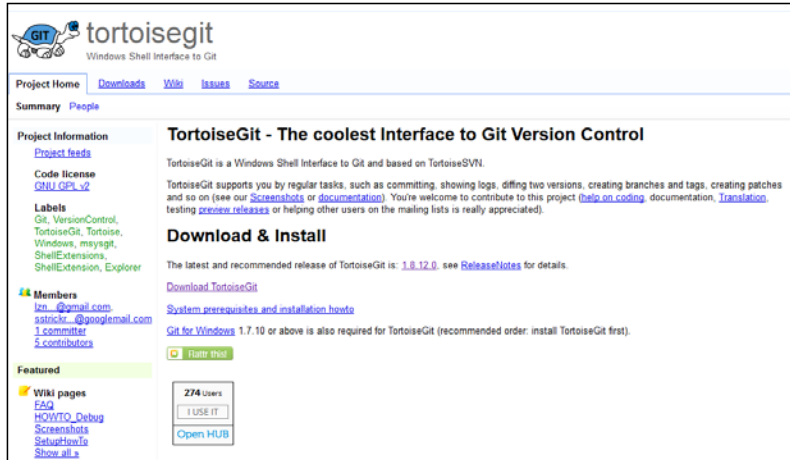 GIT
tortoisegit
Windows Shell Interface to Git
Project Home Downloads Wiki Issues Source
Summary People
Project Information
Project feeds
Code license
GNU GPL v2
Labels
Git, VersionControl,
TortoiseGit, Tortoise,
Windows, msysgit,
ShellExtensions,
ShellExtension, Explorer
Members
lzn...@gmail.com,
sstrickr...@googlemail.com
1 committer
5 contributors
Featured
Wiki pages
FAQ
HOWTO_Debug
Screenshots
SetupHowTo
Show all »
TortoiseGit - The coolest Interface to Git Version Control
TortoiseGit is a Windows Shell Interface to Git and based on TortoiseSVN.
TortoiseGit supports you by regular tasks, such as committing, showing logs, diffing two versions, creating branches and tags, creating patches
and so on (see our Screenshots or documentation). You're welcome to contribute to this project (help on coding, documentation, Translation,
testing preview releases or helping other users on the mailing lists is really appreciated).
Download & Install
The latest and recommended release of TortoiseGit is: 1.8.12.0, see ReleaseNotes for details.
Download TortoiseGit
System prerequisites and installation howto
Git for Windows 1.7.10 or above is also required for TortoiseGit (recommended order: install TortoiseGit first).
Flattr this!
274 Users
I USE IT
Open HUB